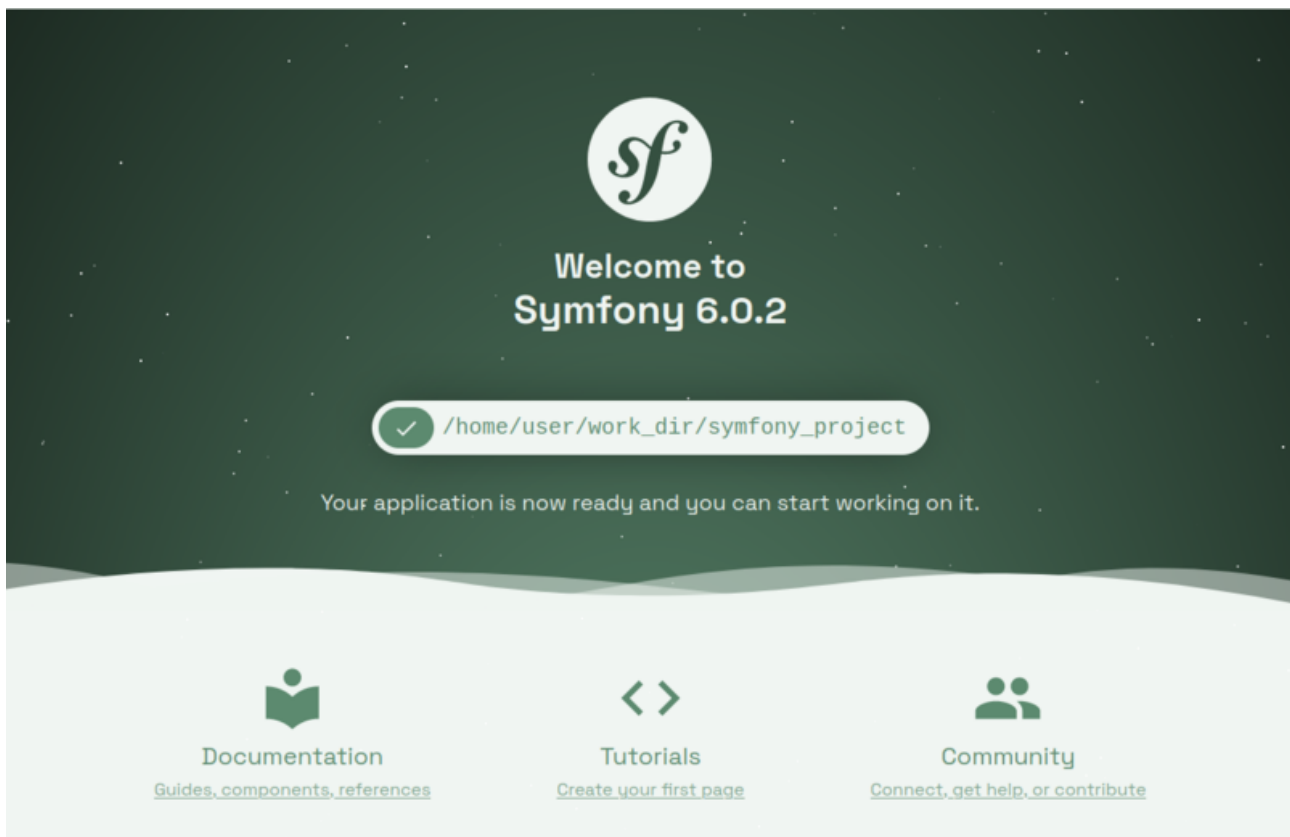 sf
Welcome to
Symfony 6.0.2
/home/user/work_dir/symfony_project
Your application is now ready and you can start working on it.
Documentation
Guides, components, references
Tutorials
Create your first page
Community
Connect, get help, or contribute